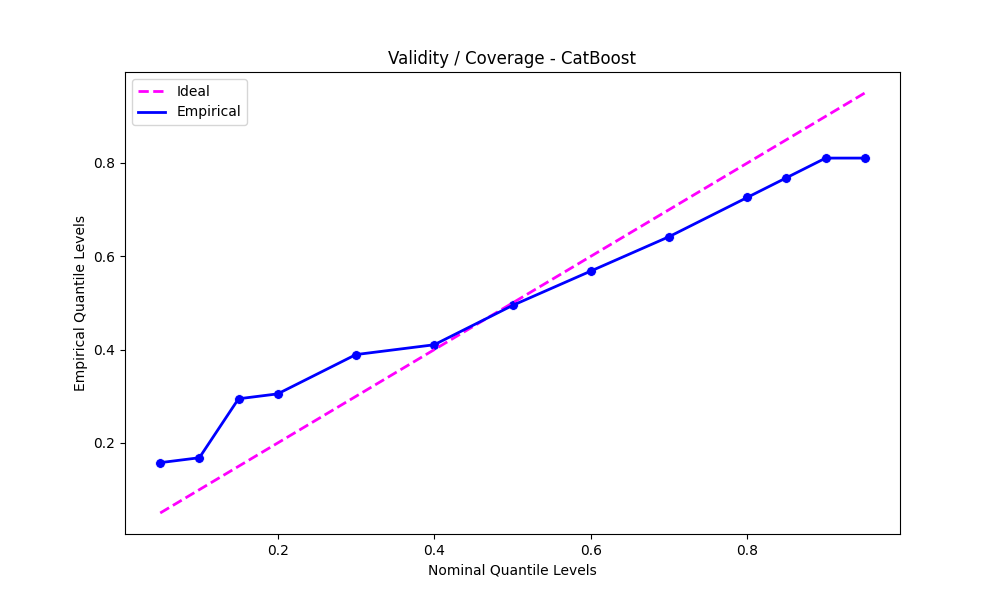 Validity / Coverage - CatBoost
Ideal
Empirical
0.8
0.6
0.4
0.2
Empirical Quantile Levels
0.2 0.4 0.6 0.8
Nominal Quantile Levels